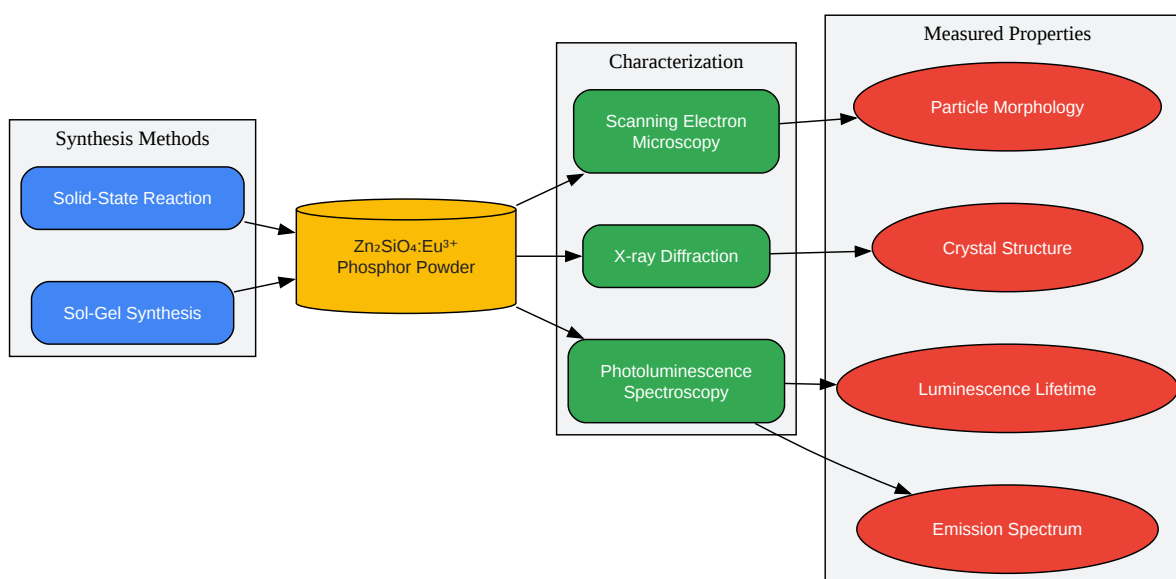 Synthesis Methods
Solid-State Reaction
Sol-Gel Synthesis
Zn₂SiO₄:Eu³⁺
Phosphor Powder
Characterization
Scanning Electron
Microscopy
X-ray Diffraction
Photoluminescence
Spectroscopy
Measured Properties
Particle Morphology
Crystal Structure
Luminescence Lifetime
Emission Spectrum